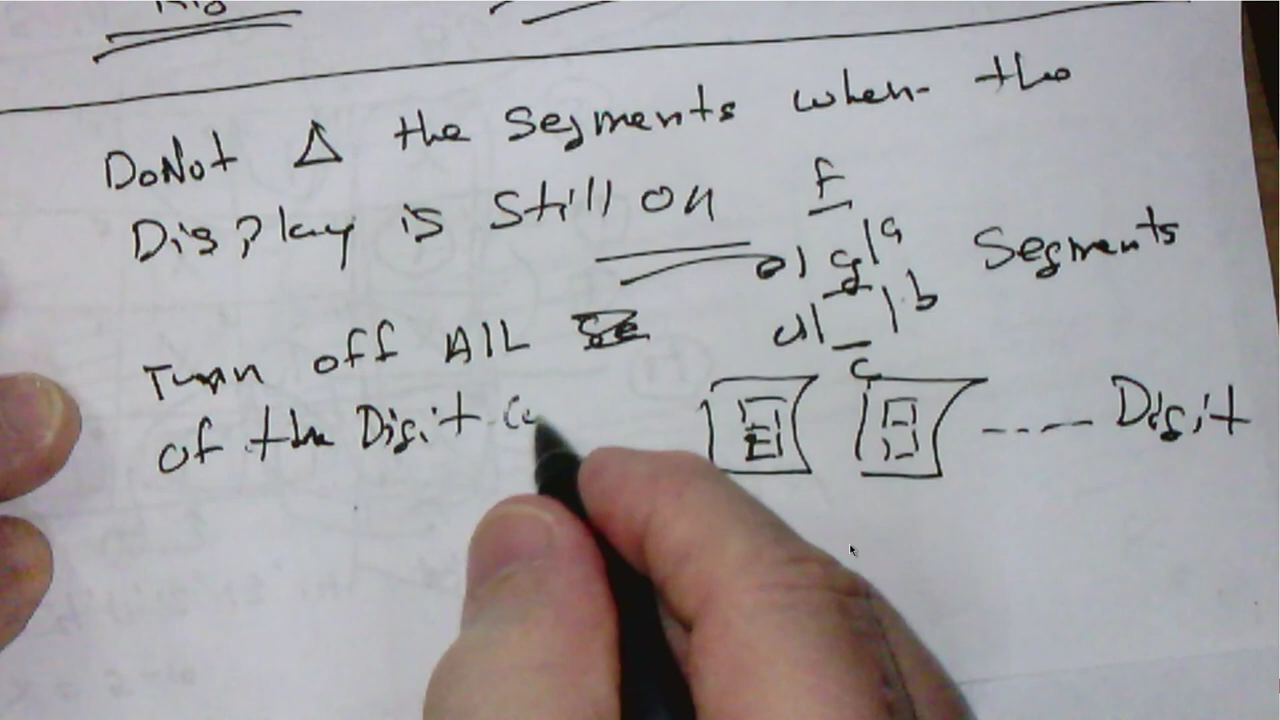 DoNot Δ the Segments when the
Display is Still on
F
g a Segments
d b
c
Turn off All
of the Digit
Digit